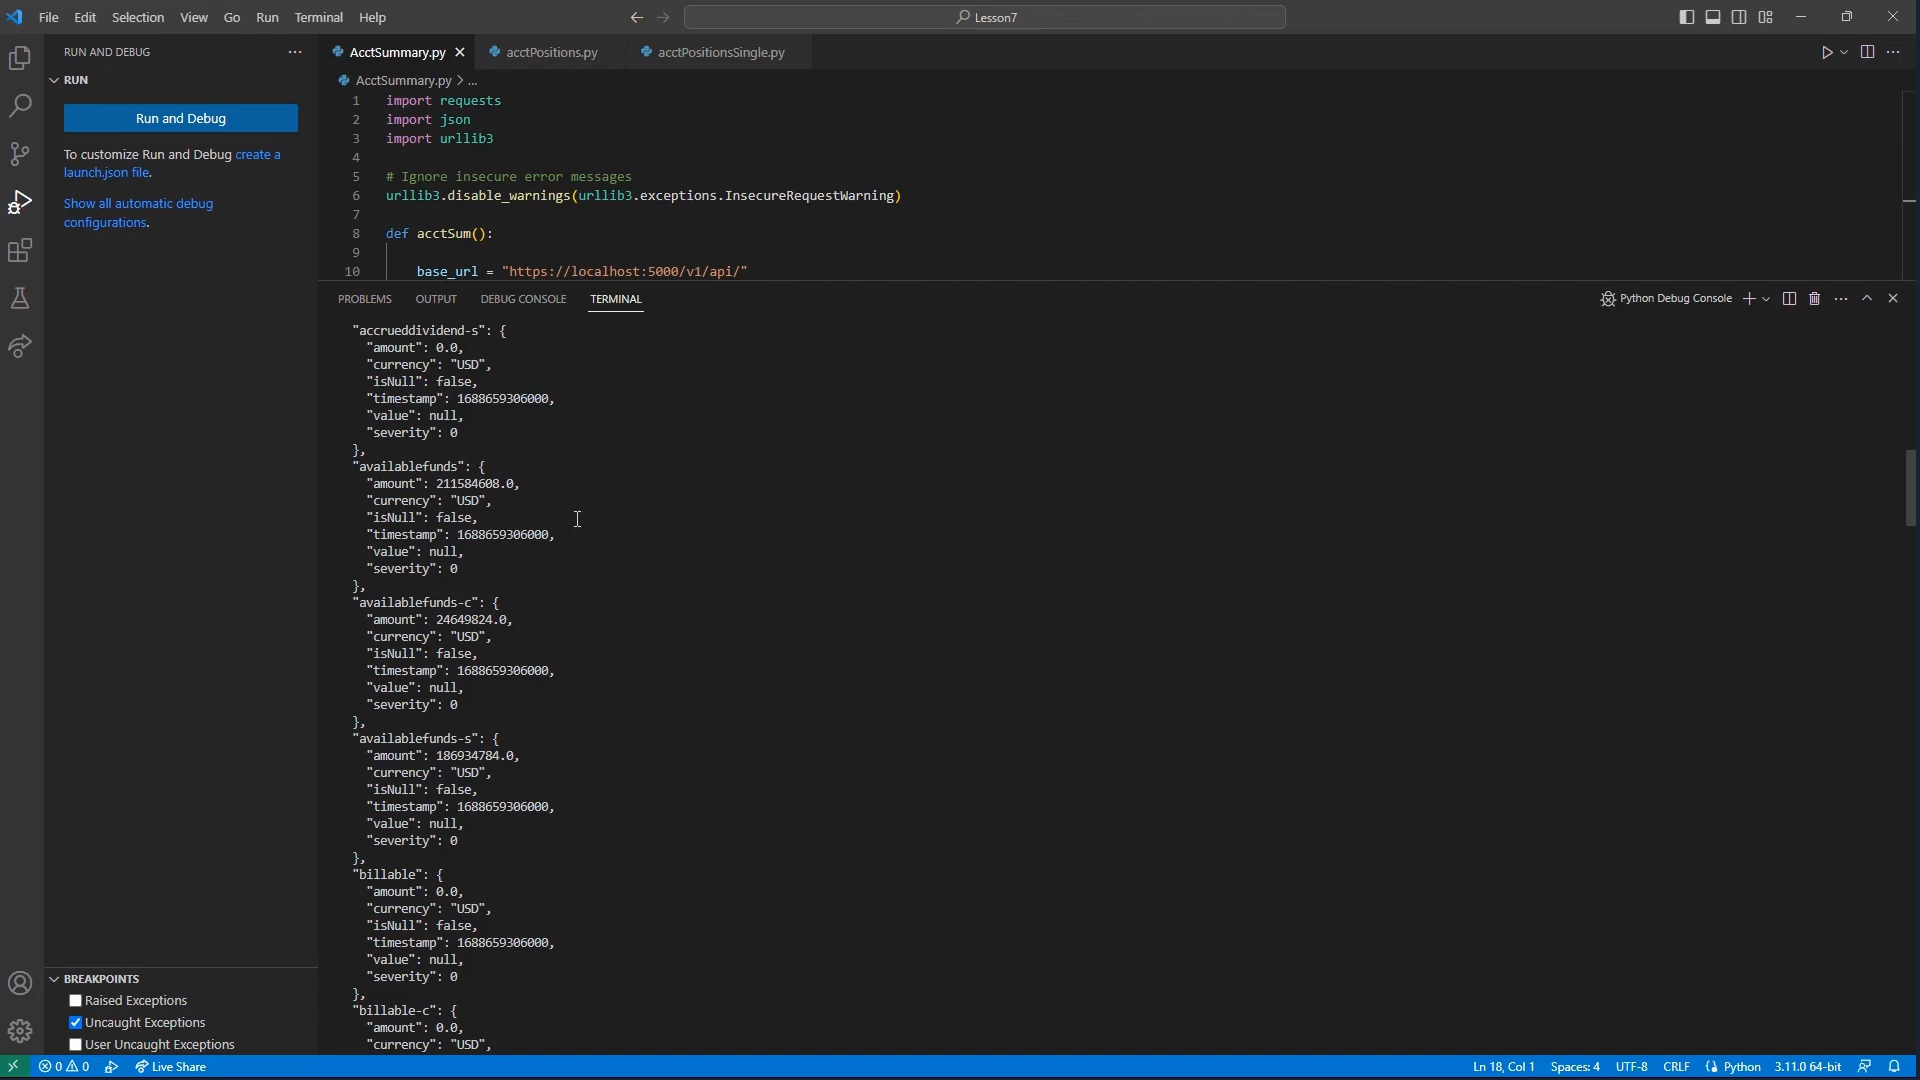 File Edit Selection View Go Run Terminal Help
Lesson7
RUN AND DEBUG
RUN
Run and Debug
To customize Run and Debug create a
launch.json file.
Show all automatic debug
configurations.
AcctSummary.py
acctPositions.py
acctPositionsSingle.py
AcctSummary.py > ...
1 import requests
2 import json
3 import urllib3
4
5 # Ignore insecure error messages
6 urllib3.disable_warnings(urllib3.exceptions.InsecureRequestWarning)
7
8 def acctSum():
9
10 base_url = "https://localhost:5000/v1/api/"
PROBLEMS OUTPUT DEBUG CONSOLE TERMINAL
Python Debug Console
"accrueddividend-s": {
"amount": 0.0,
"currency": "USD",
"isNull": false,
"timestamp": 1688659306000,
"value": null,
"severity": 0
},
"availablefunds": {
"amount": 211584608.0,
"currency": "USD",
"isNull": false,
"timestamp": 1688659306000,
"value": null,
"severity": 0
},
"availablefunds-c": {
"amount": 24649824.0,
"currency": "USD",
"isNull": false,
"timestamp": 1688659306000,
"value": null,
"severity": 0
},
"availablefunds-s": {
"amount": 186934784.0,
"currency": "USD",
"isNull": false,
"timestamp": 1688659306000,
"value": null,
"severity": 0
},
"billable": {
"amount": 0.0,
"currency": "USD",
"isNull": false,
"timestamp": 1688659306000,
"value": null,
"severity": 0
},
"billable-c": {
"amount": 0.0,
"currency": "USD",
BREAKPOINTS
Raised Exceptions
Uncaught Exceptions
User Uncaught Exceptions
0 0 Live Share
Ln 18, Col 1 Spaces: 4 UTF-8 CRLF Python 3.11.0 64-bit